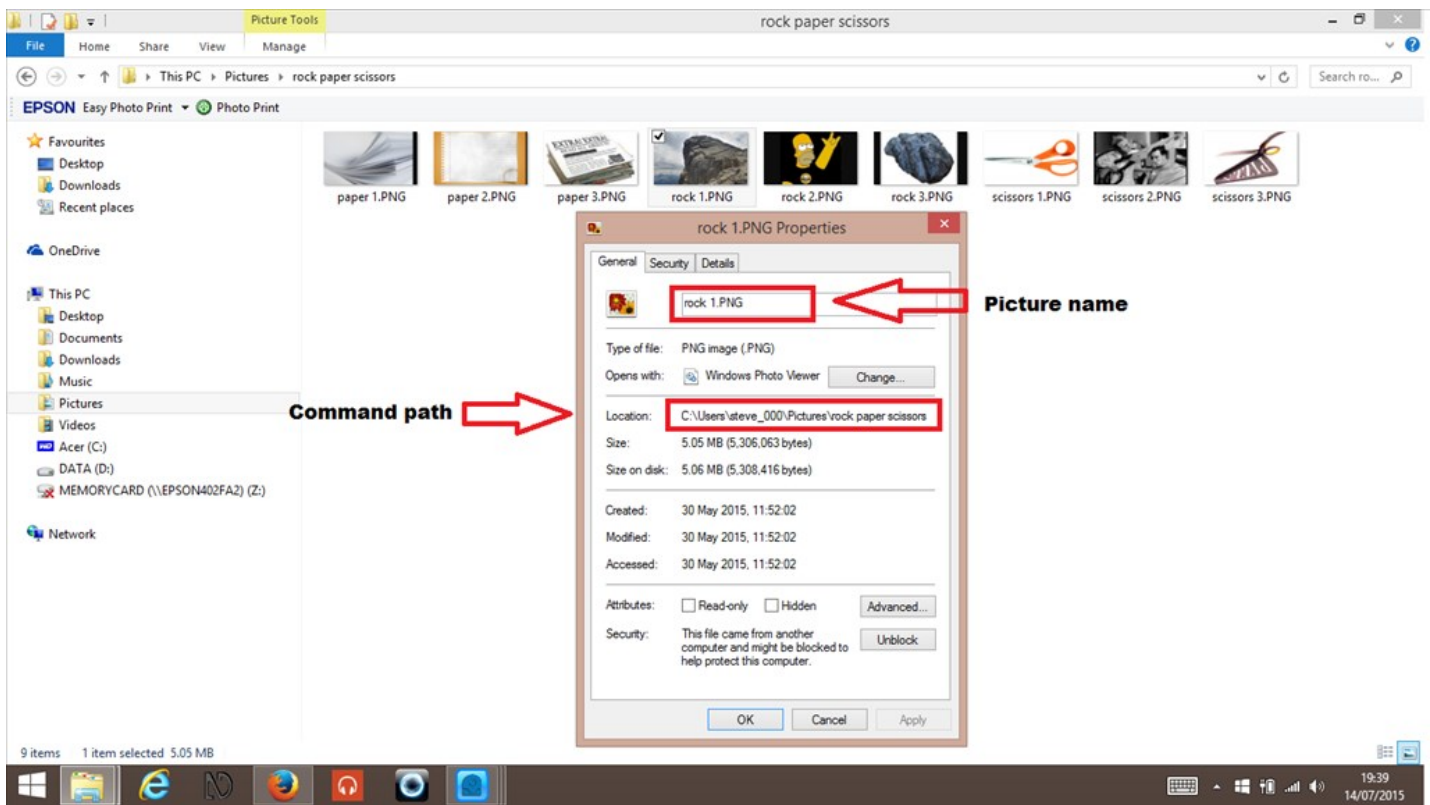 Picture Tools
rock paper scissors
File Home Share View Manage
This PC Pictures rock paper scissors
Search ro...
EPSON Easy Photo Print Photo Print
Favourites
Desktop
Downloads
Recent places
OneDrive
This PC
Desktop
Documents
Downloads
Music
Pictures
Videos
Acer (C:)
DATA (D:)
MEMORYCARD (\\EPSON402FA2) (Z:)
Network
EXTRA! EXTRA!
paper 1.PNG paper 2.PNG paper 3.PNG rock 1.PNG rock 2.PNG rock 3.PNG scissors 1.PNG scissors 2.PNG scissors 3.PNG
rock 1.PNG Properties
General Security Details
rock 1.PNG
Picture name
Type of file: PNG image (.PNG)
Opens with: Windows Photo Viewer Change...
Command path
Location: C:\Users\steve_000\Pictures\rock paper scissors
Size: 5.05 MB (5,306,063 bytes)
Size on disk: 5.06 MB (5,308,416 bytes)
Created: 30 May 2015, 11:52:02
Modified: 30 May 2015, 11:52:02
Accessed: 30 May 2015, 11:52:02
Attributes: Read-only Hidden Advanced...
Security: This file came from another
computer and might be blocked to
help protect this computer.
Unblock
OK Cancel Apply
9 items 1 item selected 5.05 MB
19:39
14/07/2015